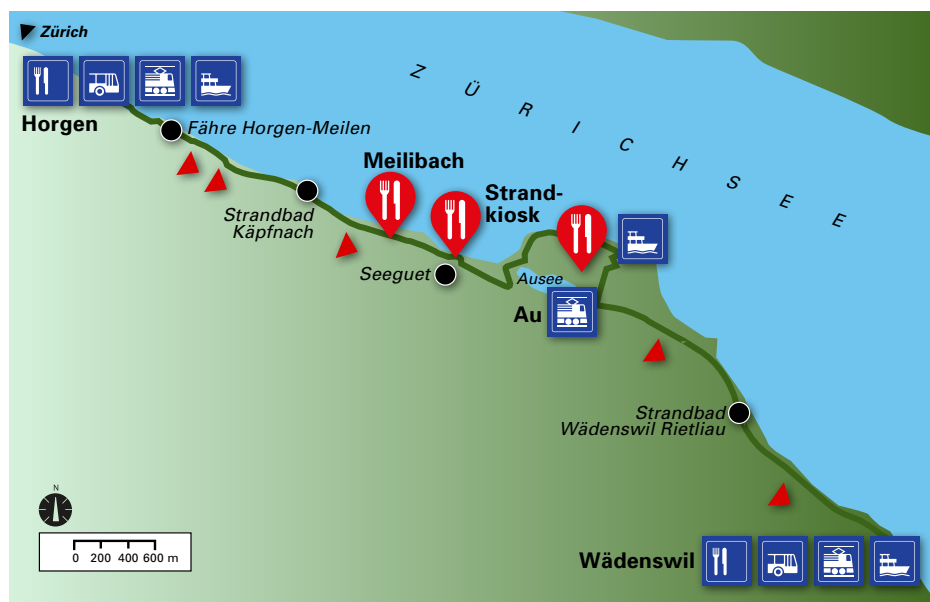 Zürich
ZÜRICHSEE
Horgen
Fähre Horgen-Meilen
Meilibach
Strand-
kiosk
Strandbad
Käpfnach
Seeguet
Ausee
Au
Strandbad
Wädenswil Rietliau
N
0 200 400 600 m
Wädenswil